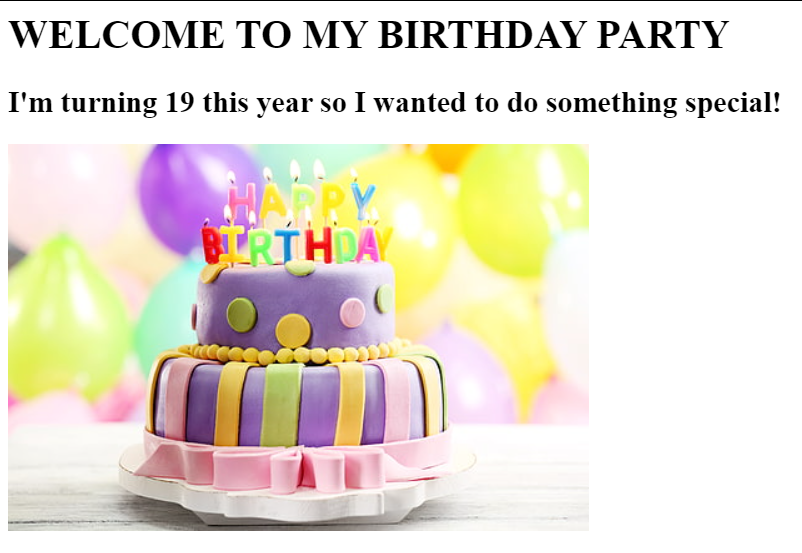 WELCOME TO MY BIRTHDAY PARTY
I'm turning 19 this year so I wanted to do something special!
HAPPY
BIRTHDAY